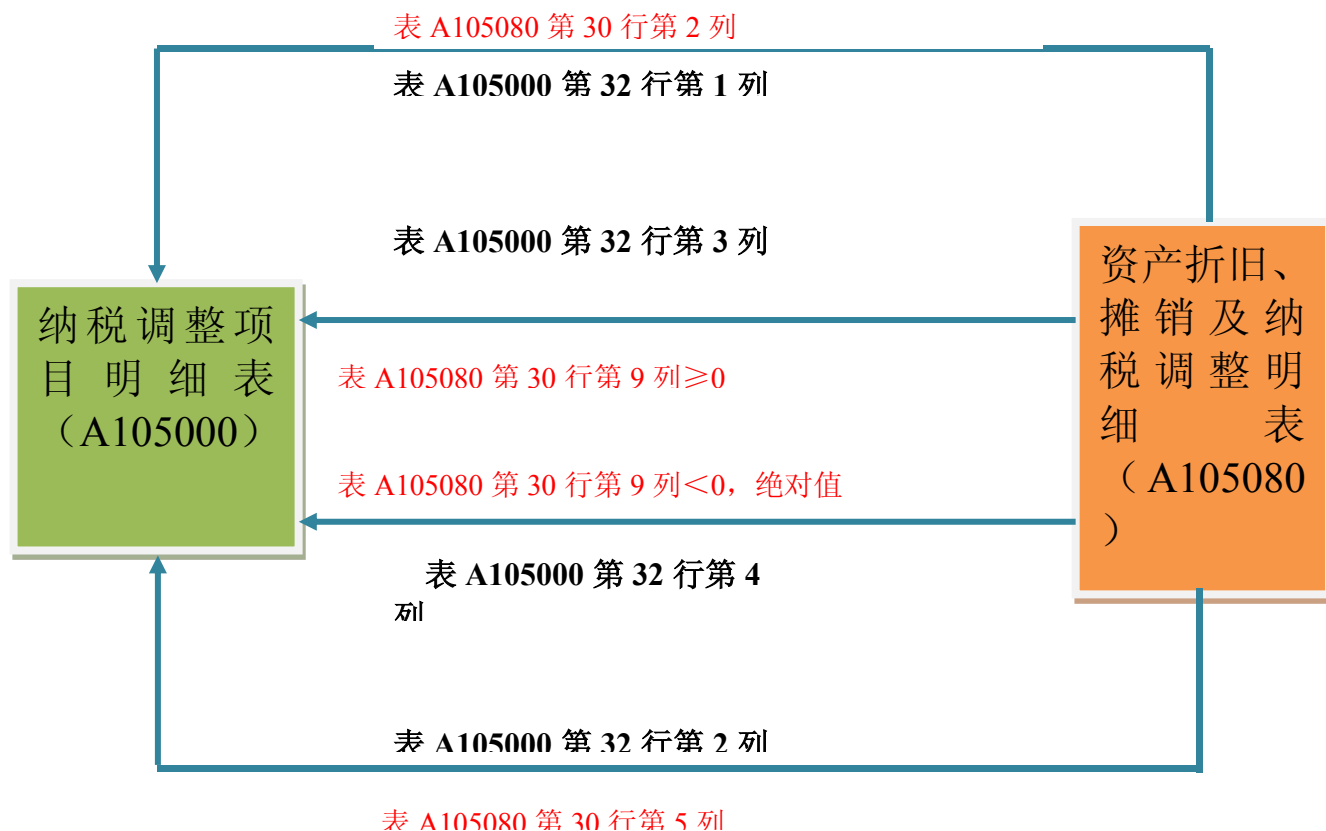 表 A105080 第 30 行第 2 列
表 A105000 第 32 行第 1 列
表 A105000 第 32 行第 3 列
纳税调整项
目明细表
（A105000）
资产折旧、
摊销及纳
税调整明
细表
（A105080
）
表 A105080 第 30 行第 9 列≥0
表 A105080 第 30 行第 9 列＜0，绝对值
表 A105000 第 32 行第 4
列
表 A105000 第 32 行第 2 列
表 A105080 第 30 行第 5 列